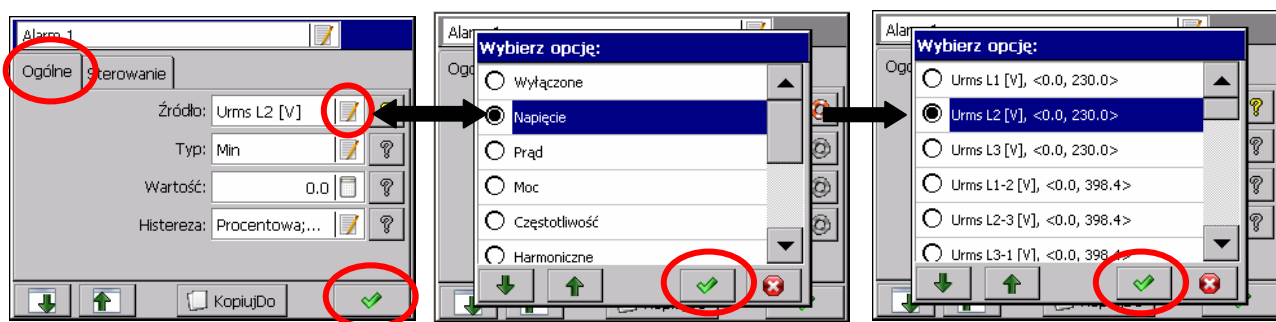 Alarm 1
Ogólne
Sterowanie
Źródło: Urms L2 [V] ?
Typ: Min ?
Wartość: 0.0 ?
Histereza: Procentowa;... ?
KopiujDo
Wybierz opcję:
Wyłączone
Napięcie
Prąd
Moc
Częstotliwość
Harmoniczne
Wybierz opcję:
Urms L1 [V], <0.0, 230.0>
Urms L2 [V], <0.0, 230.0>
Urms L3 [V], <0.0, 230.0>
Urms L1-2 [V], <0.0, 398.4>
Urms L2-3 [V], <0.0, 398.4>
Urms L3-1 [V], <0.0, 398.4>